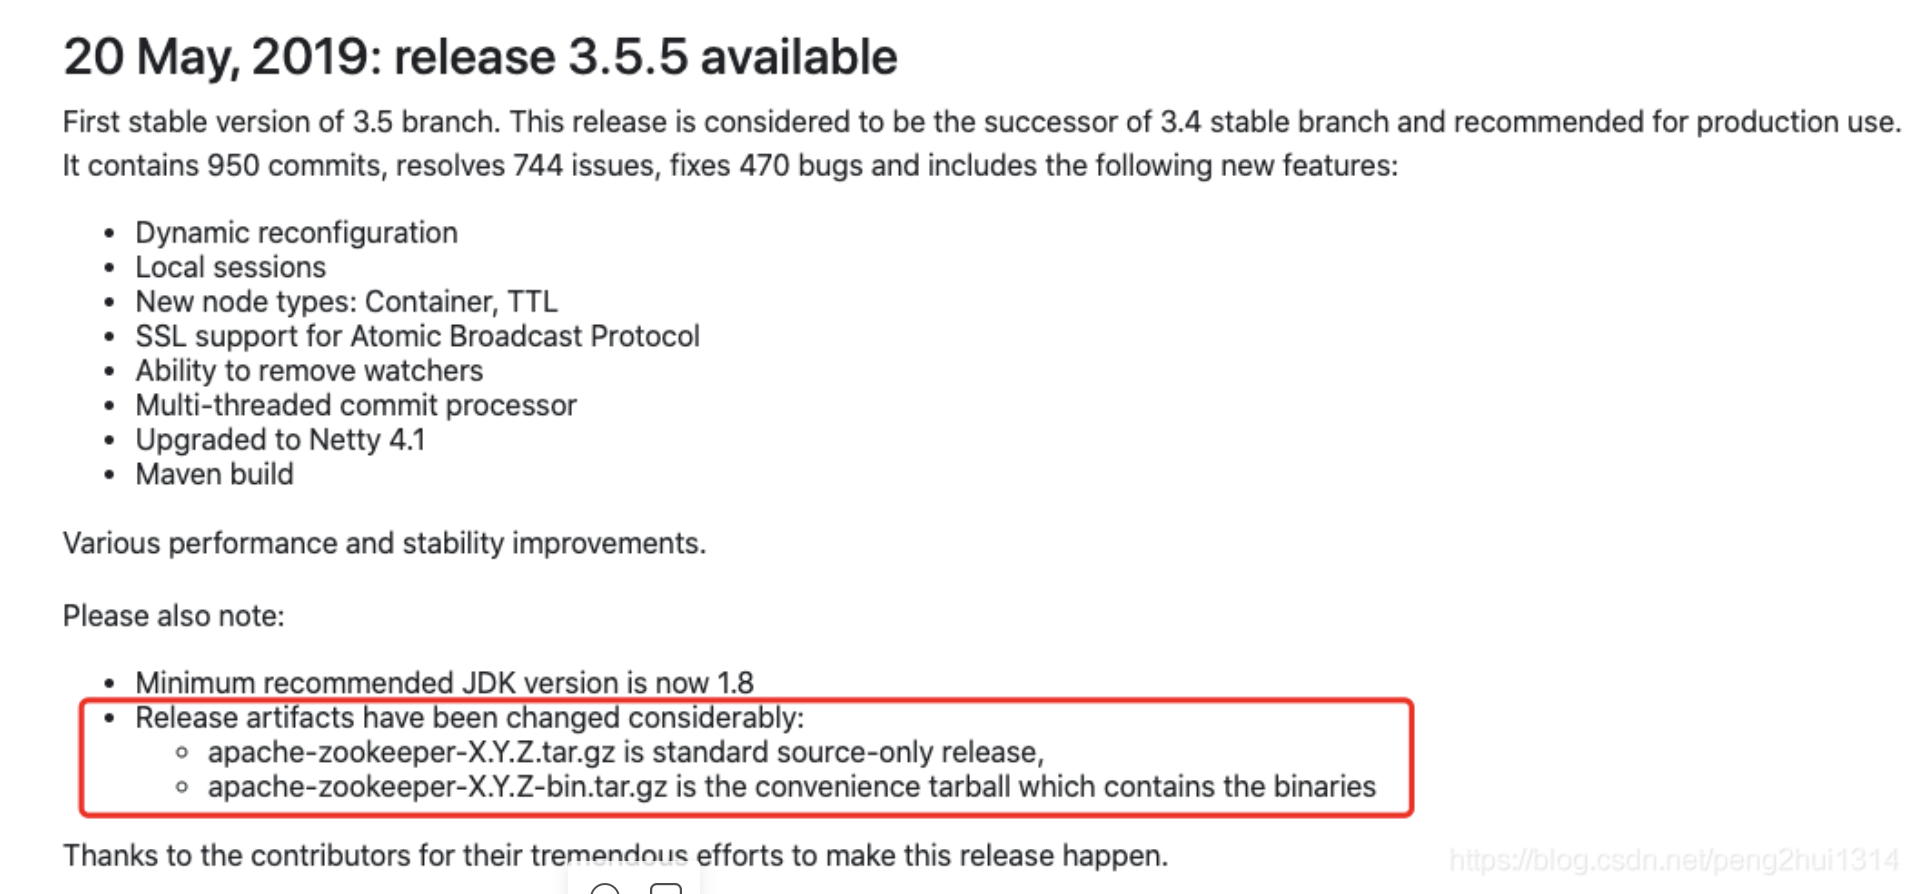 20 May, 2019: release 3.5.5 available
First stable version of 3.5 branch. This release is considered to be the successor of 3.4 stable branch and recommended for production use.
It contains 950 commits, resolves 744 issues, fixes 470 bugs and includes the following new features:
• Dynamic reconfiguration
• Local sessions
• New node types: Container, TTL
• SSL support for Atomic Broadcast Protocol
• Ability to remove watchers
• Multi-threaded commit processor
• Upgraded to Netty 4.1
• Maven build
Various performance and stability improvements.
Please also note:
• Minimum recommended JDK version is now 1.8
• Release artifacts have been changed considerably:
◦ apache-zookeeper-X.Y.Z.tar.gz is standard source-only release,
◦ apache-zookeeper-X.Y.Z-bin.tar.gz is the convenience tarball which contains the binaries
Thanks to the contributors for their tremendous efforts to make this release happen.
https://blog.csdn.net/peng2hui1314